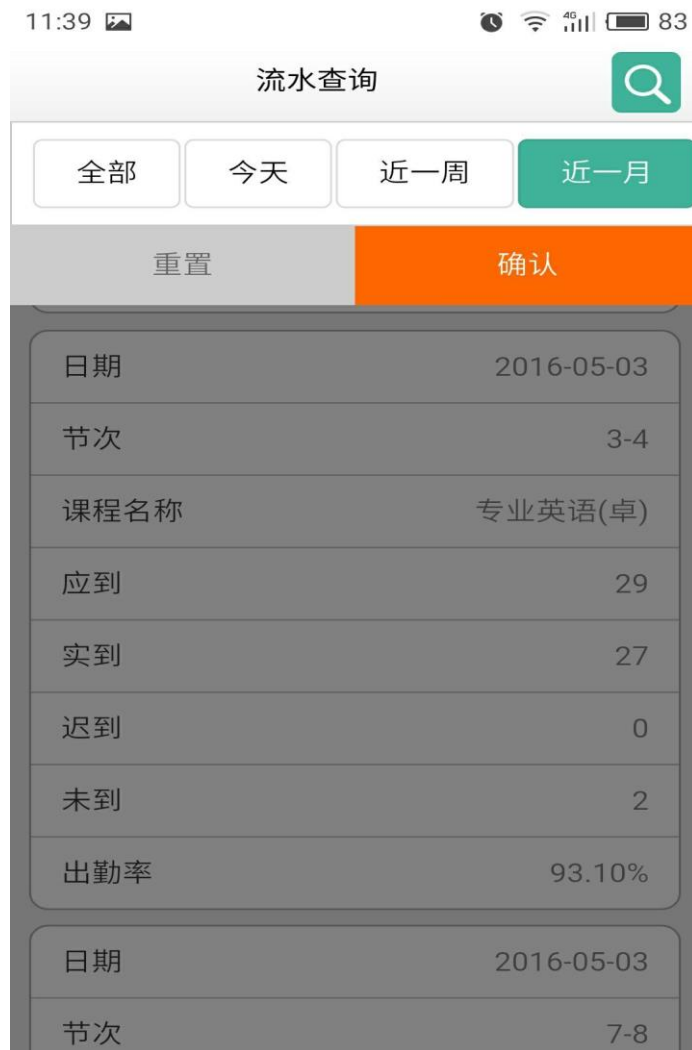 11:39 4G 83
流水查询
全部 今天 近一周 近一月
重置 确认
日期 2016-05-03
节次 3-4
课程名称 专业英语(卓)
应到 29
实到 27
迟到 0
未到 2
出勤率 93.10%
日期 2016-05-03
节次 7-8